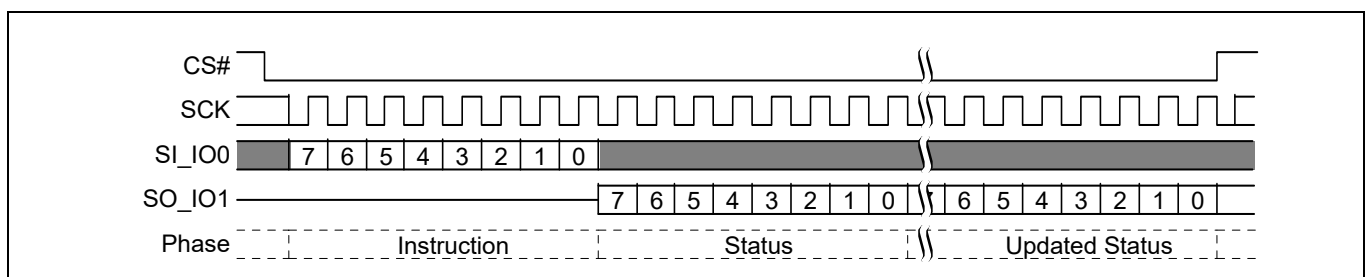 CS#
SCK
SI_IO0 7 6 5 4 3 2 1 0
SO_IO1 7 6 5 4 3 2 1 0 6 5 4 3 2 1 0
Phase Instruction Status Updated Status